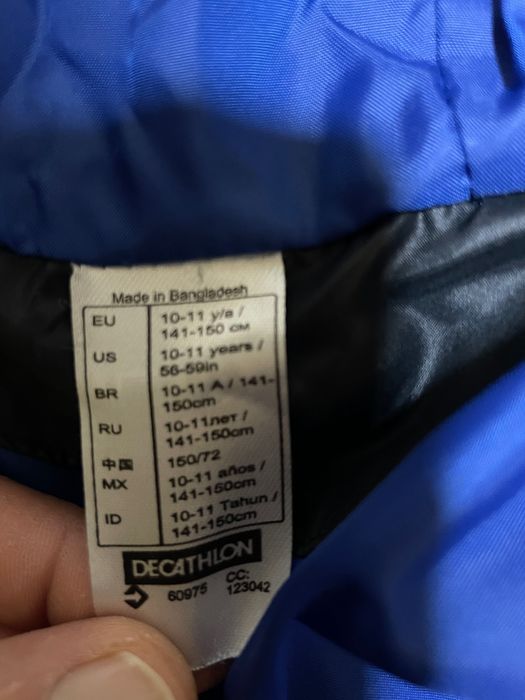 Made in Bangladesh
EU 10-11 y/a /
141-150 см
US 10-11 years /
56-59in
BR 10-11 A / 141-
150cm
RU 10-11лет /
141-150cm
中国 150/72
MX 10-11 años /
141-150cm
ID 10-11 Tahun /
141-150cm
DECATHLON
60975 CC:
123042